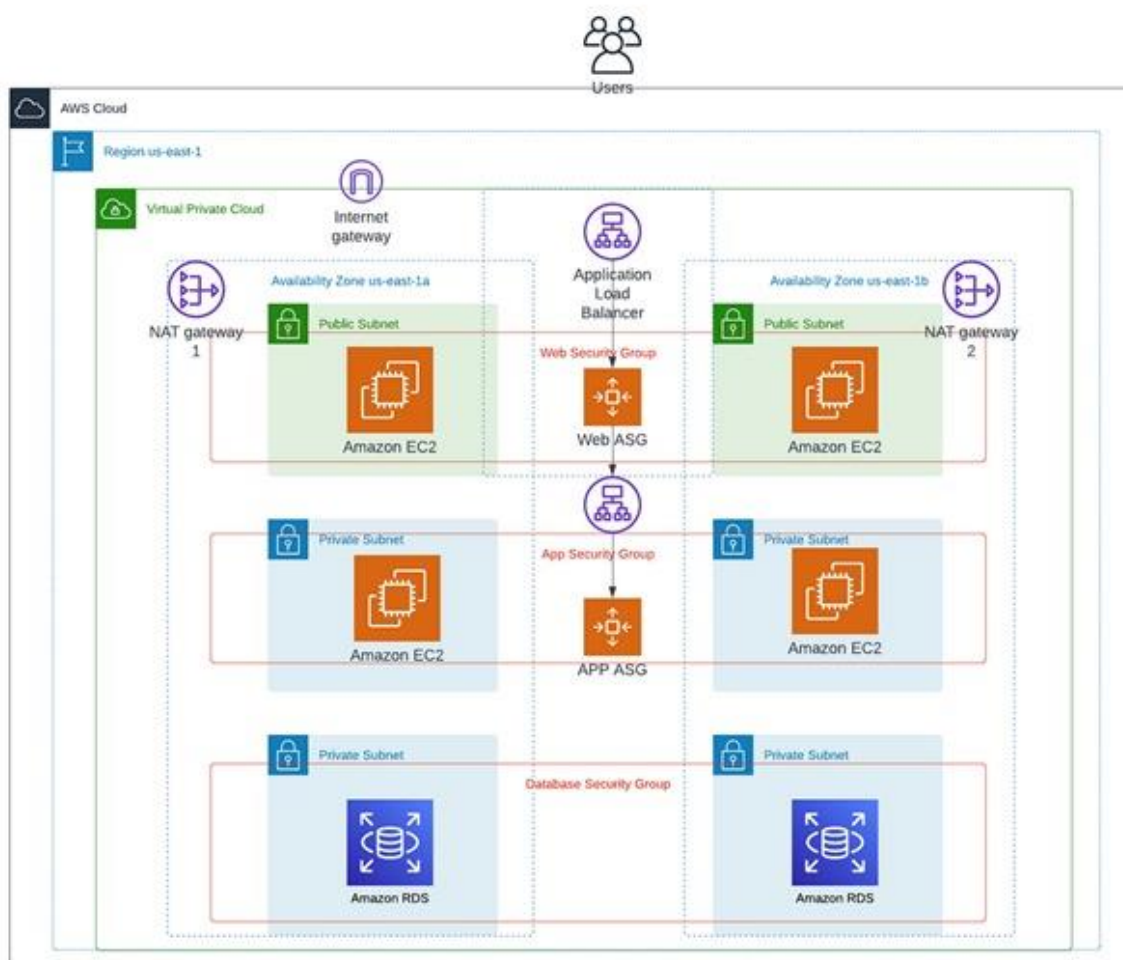 Users
AWS Cloud
Region us-east-1
Virtual Private Cloud
Internet
gateway
Application
Load
Balancer
Availability Zone us-east-1a
Availability Zone us-east-1b
NAT gateway
1
Public Subnet
Public Subnet
NAT gateway
2
Web Security Group
Amazon EC2
Web ASG
Amazon EC2
Private Subnet
Private Subnet
App Security Group
Amazon EC2
APP ASG
Amazon EC2
Private Subnet
Private Subnet
Database Security Group
Amazon RDS
Amazon RDS